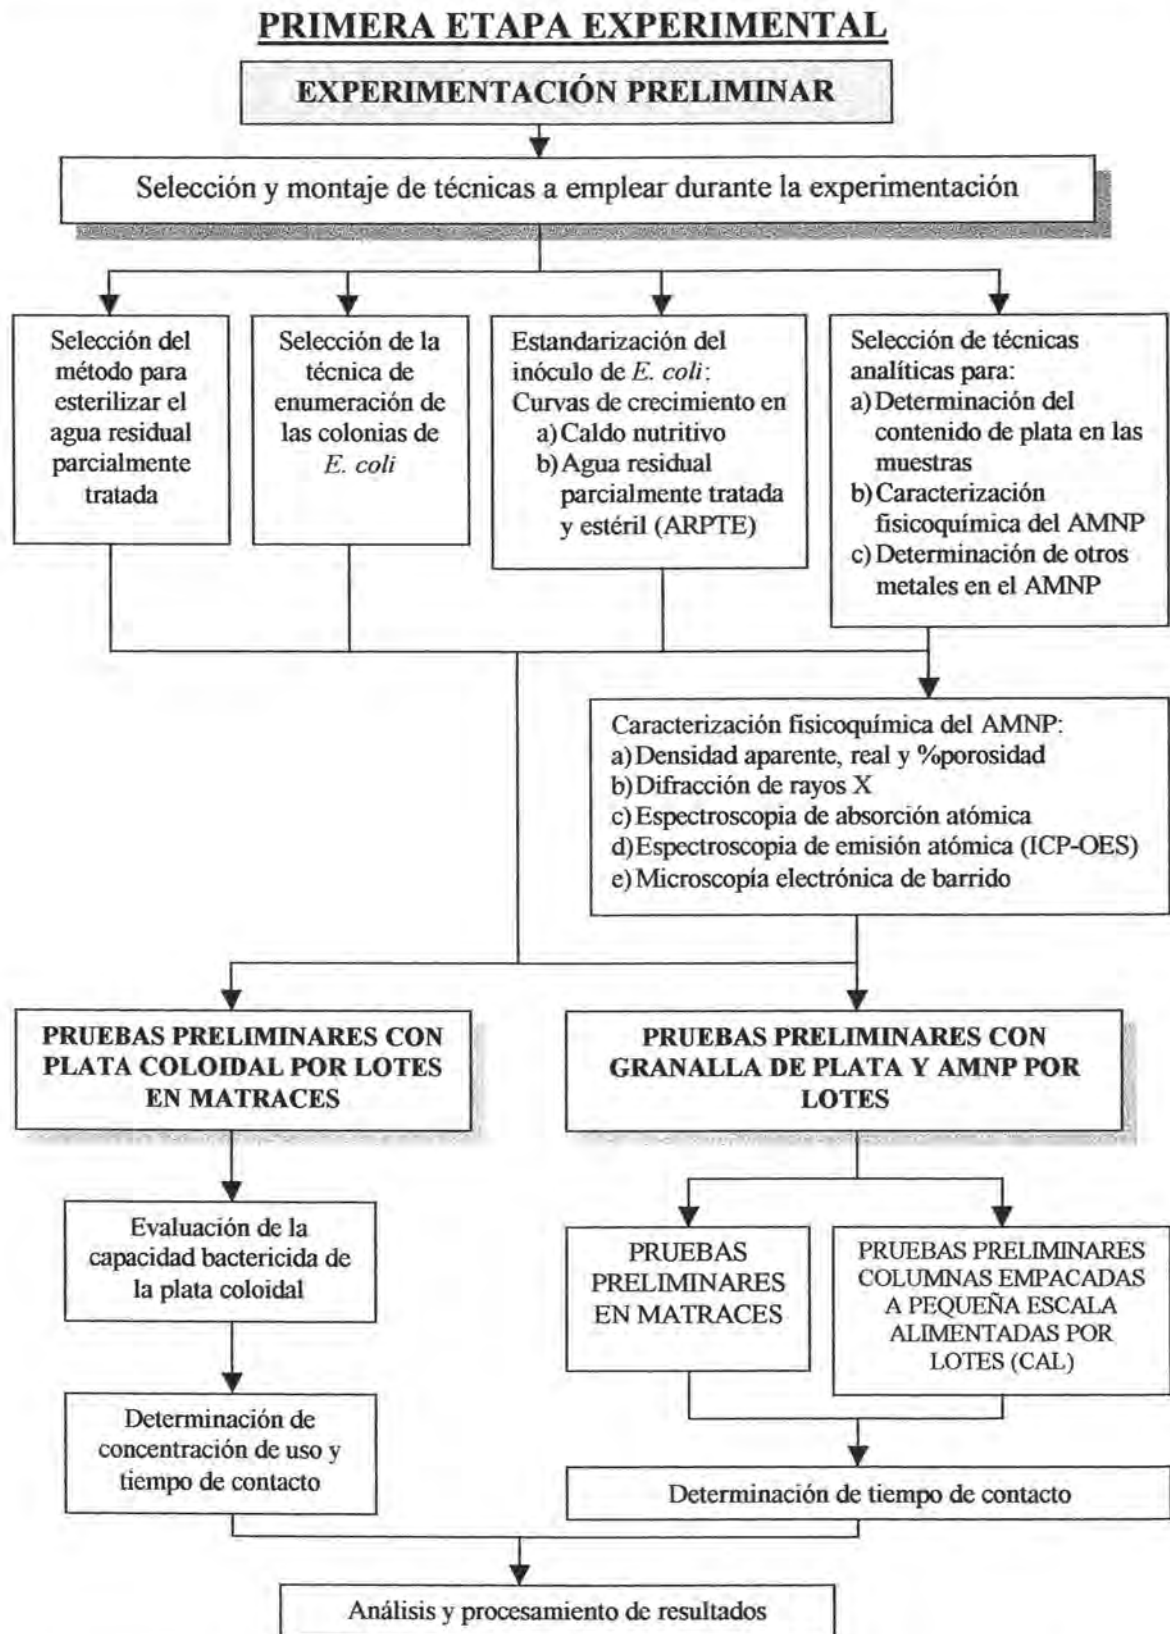 PRIMERA ETAPA EXPERIMENTAL
EXPERIMENTACIÓN PRELIMINAR
Selección y montaje de técnicas a emplear durante la experimentación
Selección del
método para
esterilizar el
agua residual
parcialmente
tratada
Selección de la
técnica de
enumeración de
las colonias de
E. coli
Estandarización del
inóculo de E. coli:
Curvas de crecimiento en
a) Caldo nutritivo
b) Agua residual
parcialmente tratada
y estéril (ARPTE)
Selección de técnicas
analíticas para:
a) Determinación del
contenido de plata en las
muestras
b) Caracterización
fisicoquímica del AMNP
c) Determinación de otros
metales en el AMNP
Caracterización fisicoquímica del AMNP:
a) Densidad aparente, real y %porosidad
b) Difracción de rayos X
c) Espectroscopia de absorción atómica
d) Espectroscopia de emisión atómica (ICP-OES)
e) Microscopía electrónica de barrido
PRUEBAS PRELIMINARES CON
PLATA COLOIDAL POR LOTES
EN MATRACES
PRUEBAS PRELIMINARES CON
GRANALLA DE PLATA Y AMNP POR
LOTES
Evaluación de la
capacidad bactericida de
la plata coloidal
PRUEBAS
PRELIMINARES
EN MATRACES
PRUEBAS PRELIMINARES
COLUMNAS EMPACADAS
A PEQUEÑA ESCALA
ALIMENTADAS POR
LOTES (CAL)
Determinación de
concentración de uso y
tiempo de contacto
Determinación de tiempo de contacto
Análisis y procesamiento de resultados